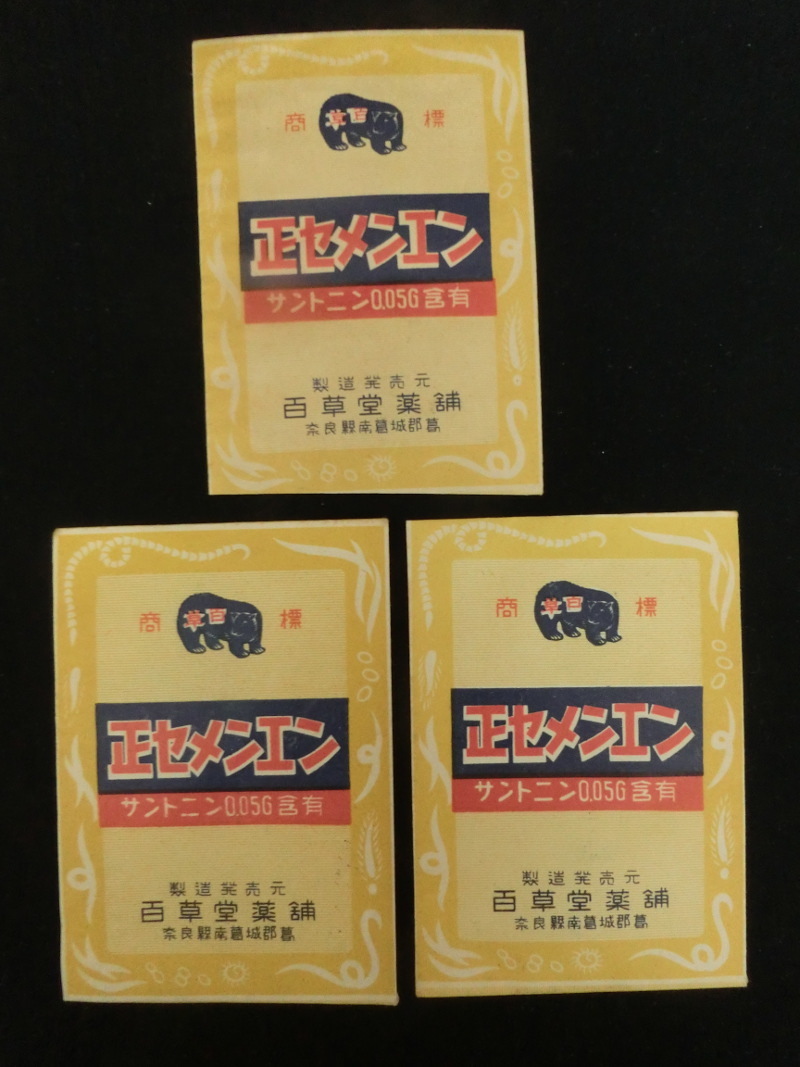 商 百草 標
正セメンエン
サントニン0.05G含有
製造発売元
百草堂薬舗
奈良縣南葛城郡葛
商 百草 標
正セメンエン
サントニン0.05G含有
製造発売元
百草堂薬舗
奈良縣南葛城郡葛
商 百草 標
正セメンエン
サントニン0.05G含有
製造発売元
百草堂薬舗
奈良縣南葛城郡葛